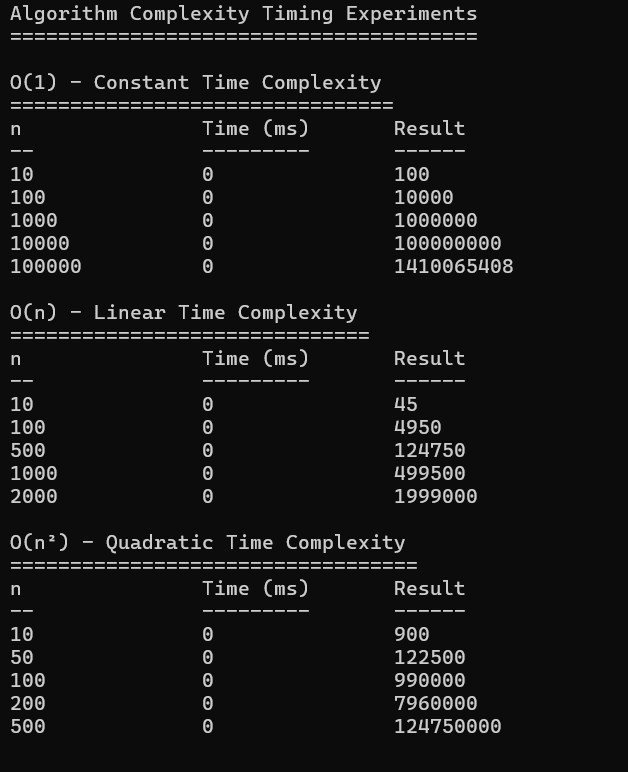 Algorithm Complexity Timing Experiments
=======================================
O(1) - Constant Time Complexity
================================
n                Time (ms)       Result
--               ---------       ------
10               0               100
100              0               10000
1000             0               1000000
10000            0               100000000
100000           0               1410065408
O(n) - Linear Time Complexity
==============================
n                Time (ms)       Result
--               ---------       ------
10               0               45
100              0               4950
500              0               124750
1000             0               499500
2000             0               1999000
O(n²) - Quadratic Time Complexity
==================================
n                Time (ms)       Result
--               ---------       ------
10               0               900
50               0               122500
100              0               990000
200              0               7960000
500              0               124750000